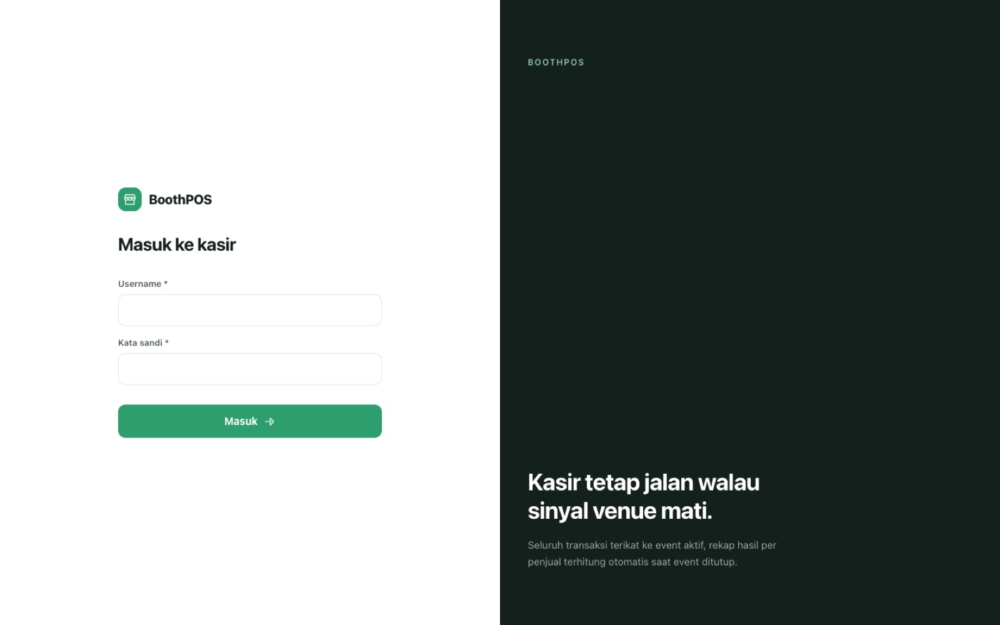 BoothPOS
Masuk ke kasir
Username *
Kata sandi *
Masuk
BOOTHPOS
Kasir tetap jalan walau
sinyal venue mati.
Seluruh transaksi terikat ke event aktif, rekap hasil per
penjual terhitung otomatis saat event ditutup.